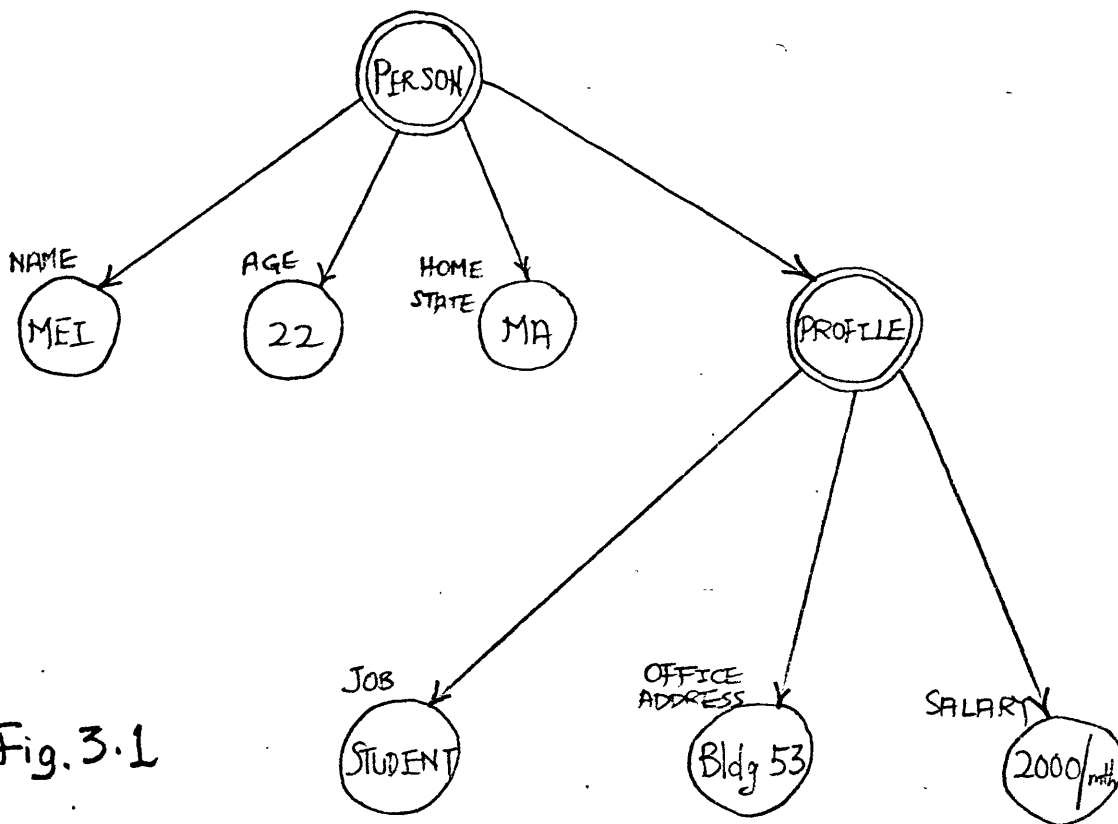 PERSON
NAME
MEI
AGE
22
HOME
STATE
MA
PROFILE
JOB
STUDENT
OFFICE
ADDRESS
Bldg 53
SALARY
2000/mth
Fig. 3.1